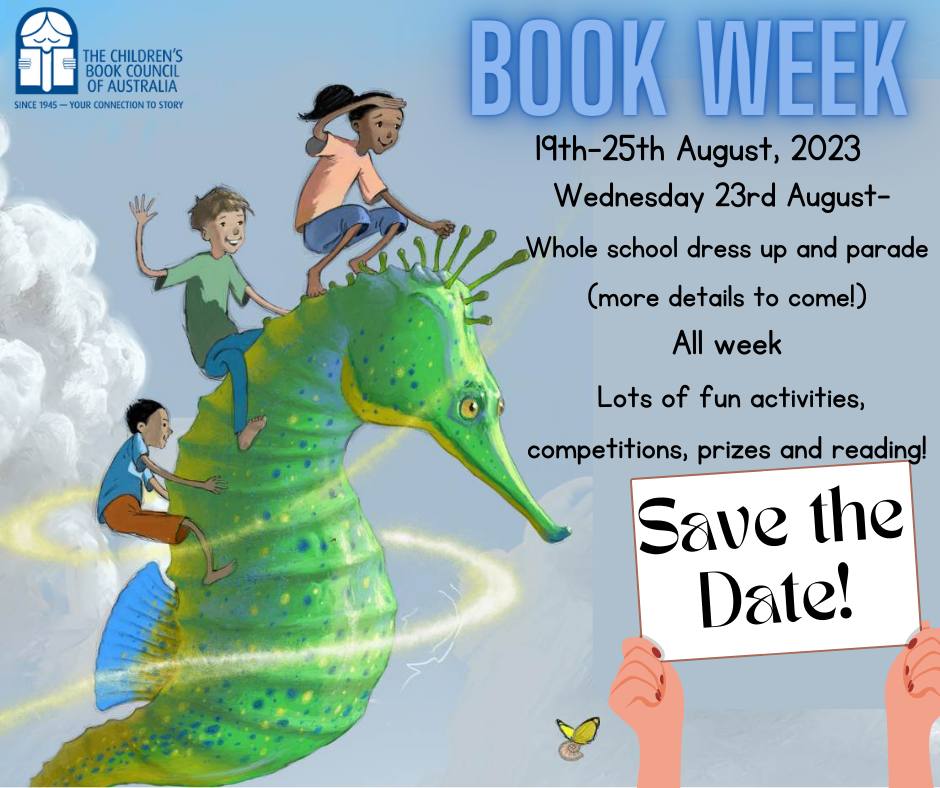 THE CHILDREN'S
BOOK COUNCIL
OF AUSTRALIA
SINCE 1945 — YOUR CONNECTION TO STORY
BOOK WEEK
19th-25th August, 2023
Wednesday 23rd August-
Whole school dress up and parade
(more details to come!)
All week
Lots of fun activities,
competitions, prizes and reading!
Save the
Date!